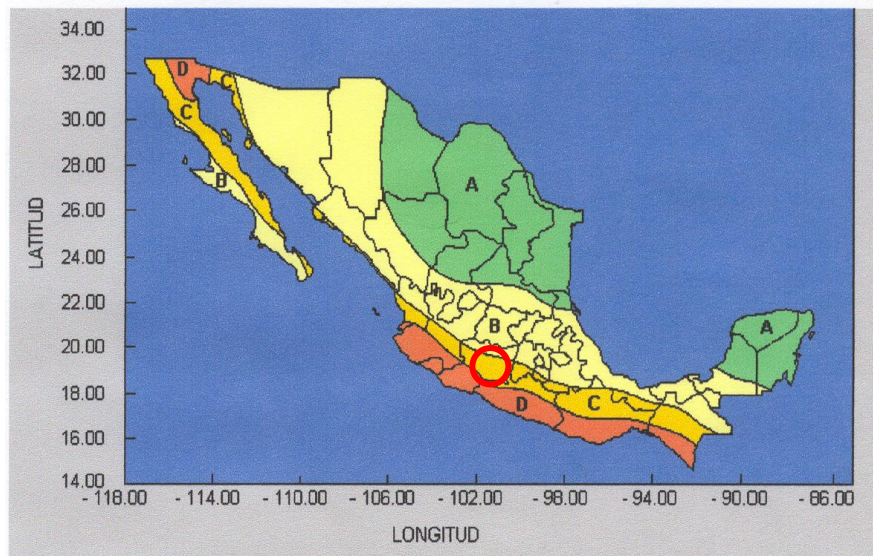 34.00
32.00
30.00
28.00
26.00
24.00
22.00
20.00
18.00
16.00
14.00
LATITUD
D
C
C
B
A
B
A
D
C
- 118.00 - 114.00 - 110.00 - 106.00 - 102.00 - 98.00 - 94.00 - 90.00 - 86.00
LONGITUD